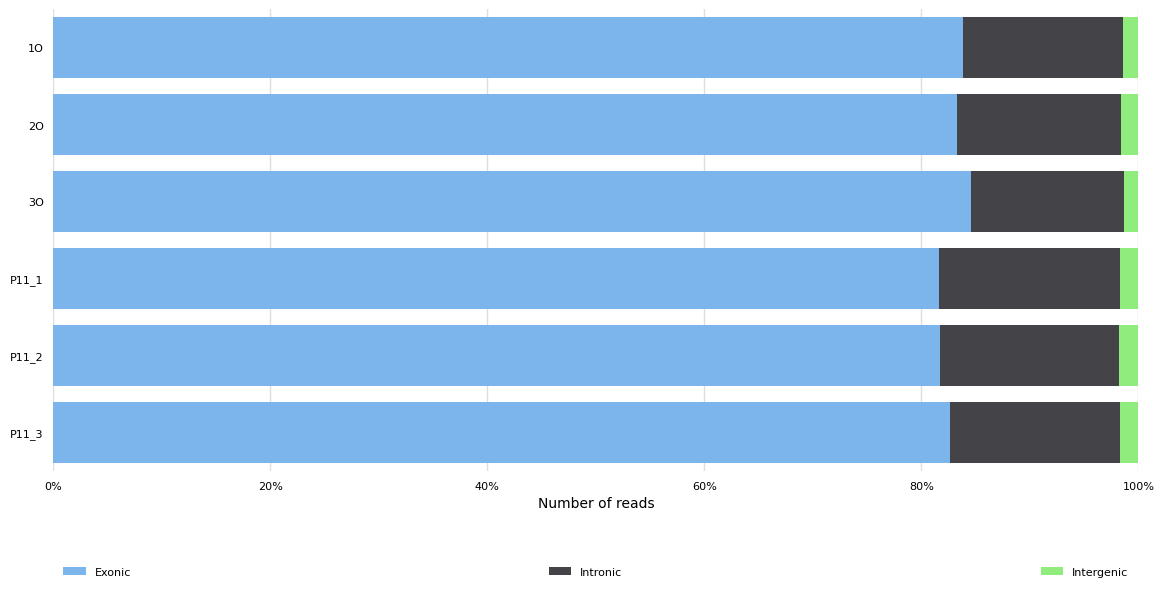 1O
2O
3O
P11_1
P11_2
P11_3
0% 20% 40% 60% 80% 100%
Number of reads
Exonic Intronic Intergenic